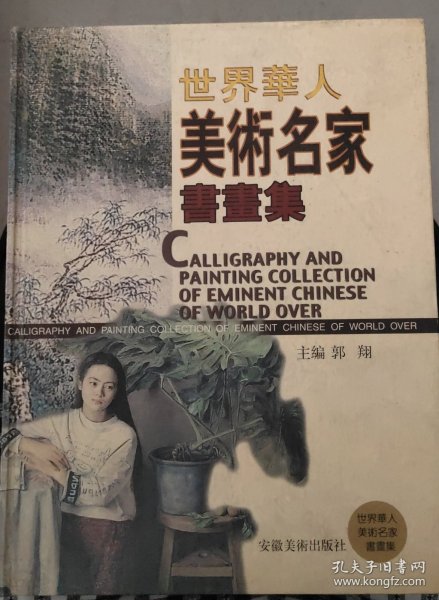 世界華人
美術名家
書畫集
CALLIGRAPHY AND
PAINTING COLLECTION
OF EMINENT CHINESE
OF WORLD OVER
CALLIGRAPHY AND PAINTING COLLECTION OF EMINENT CHINESE OF WORLD OVER
主编 郭 翔
安徽美術出版社
世界華人
美術名家
書畫集
孔夫子旧书网
www.kongfz.com